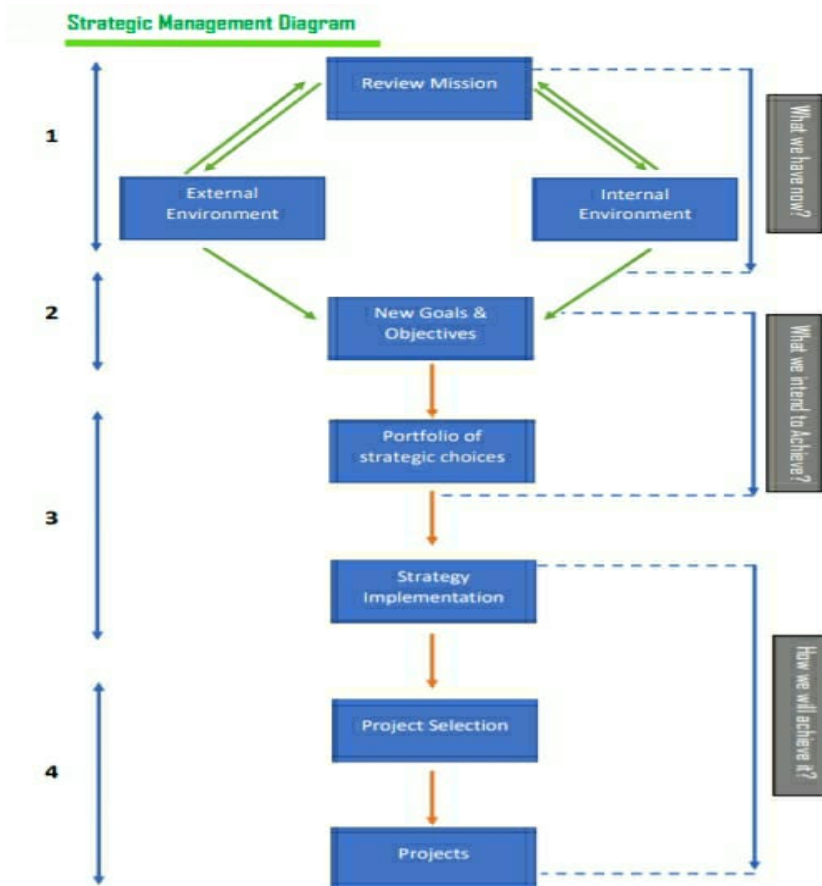 Strategic Management Diagram
Review Mission
1
What we have now?
External
Environment
Internal
Environment
2
New Goals &
Objectives
What we intend to Achieve?
Portfolio of
strategic choices
3
Strategy
Implementation
How we will achieve it?
Project Selection
4
Projects